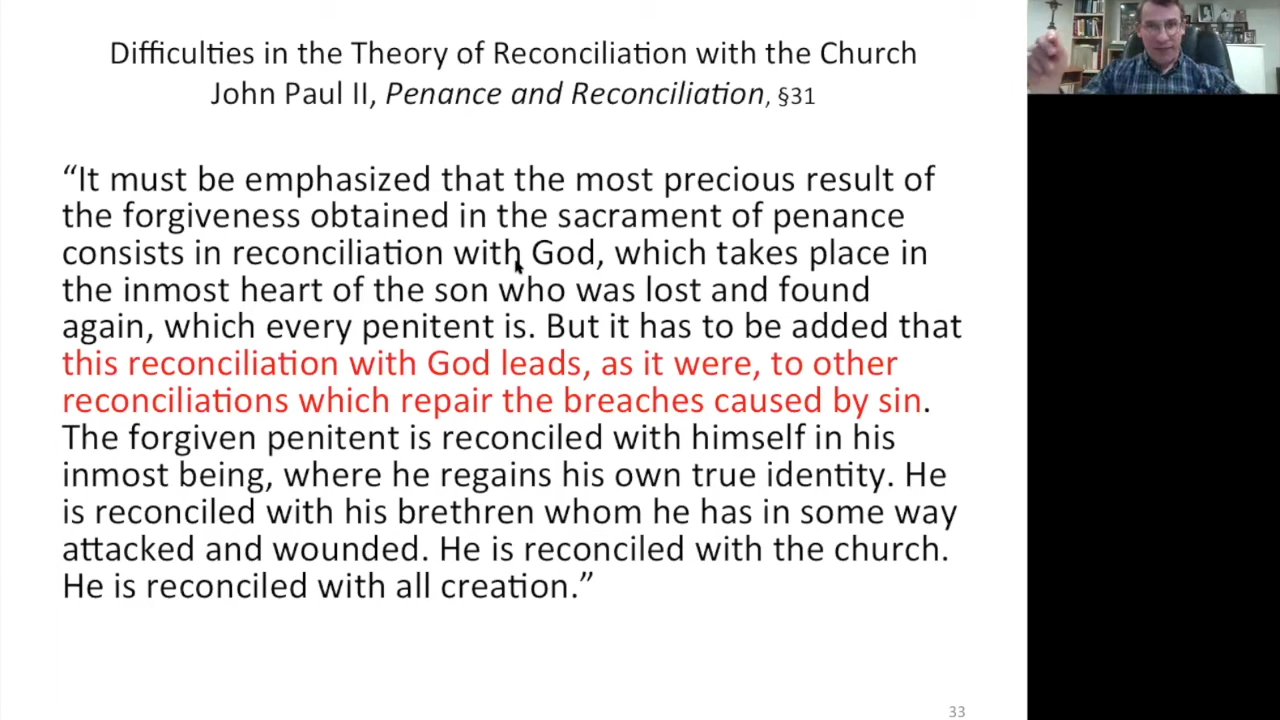 Difficulties in the Theory of Reconciliation with the Church
John Paul II, Penance and Reconciliation, §31
“It must be emphasized that the most precious result of
the forgiveness obtained in the sacrament of penance
consists in reconciliation with God, which takes place in
the inmost heart of the son who was lost and found
again, which every penitent is. But it has to be added that
this reconciliation with God leads, as it were, to other
reconciliations which repair the breaches caused by sin.
The forgiven penitent is reconciled with himself in his
inmost being, where he regains his own true identity. He
is reconciled with his brethren whom he has in some way
attacked and wounded. He is reconciled with the church.
He is reconciled with all creation.”
33